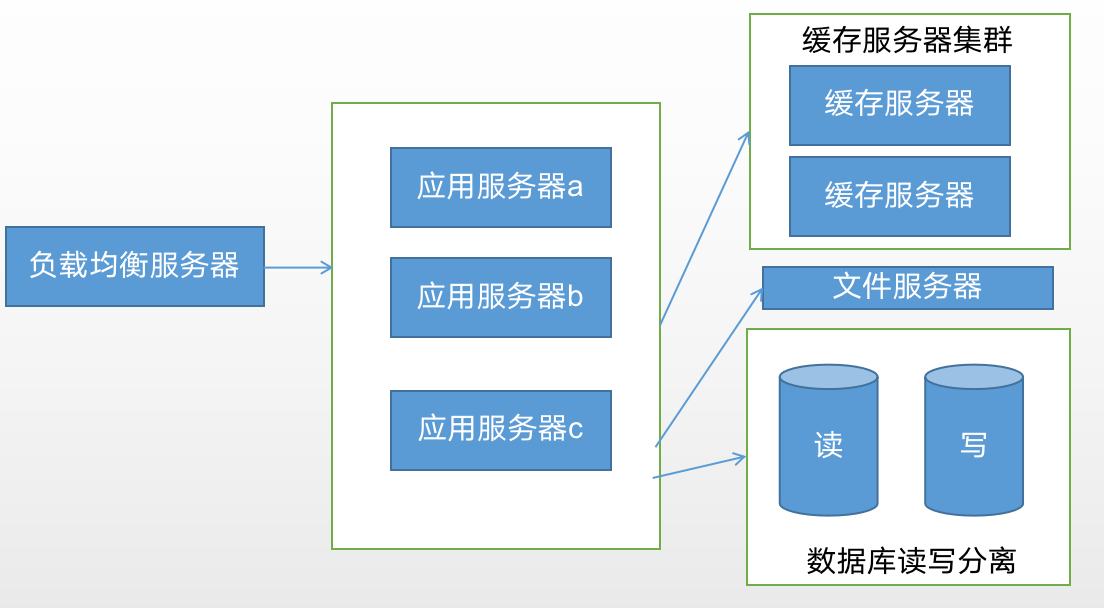 负载均衡服务器
应用服务器a
应用服务器b
应用服务器c
缓存服务器集群
缓存服务器
缓存服务器
文件服务器
读
写
数据库读写分离